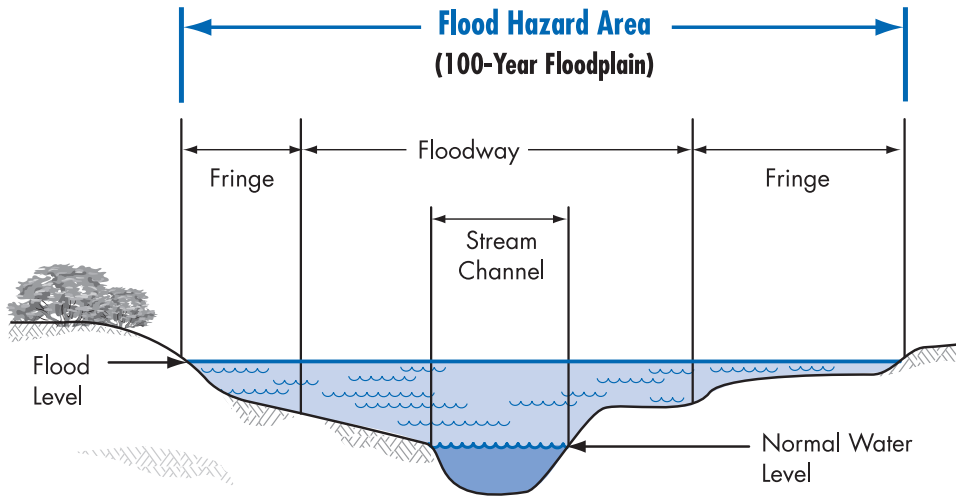 Flood Hazard Area
(100-Year Floodplain)
Floodway
Fringe
Fringe
Stream
Channel
Flood
Level
Normal Water
Level